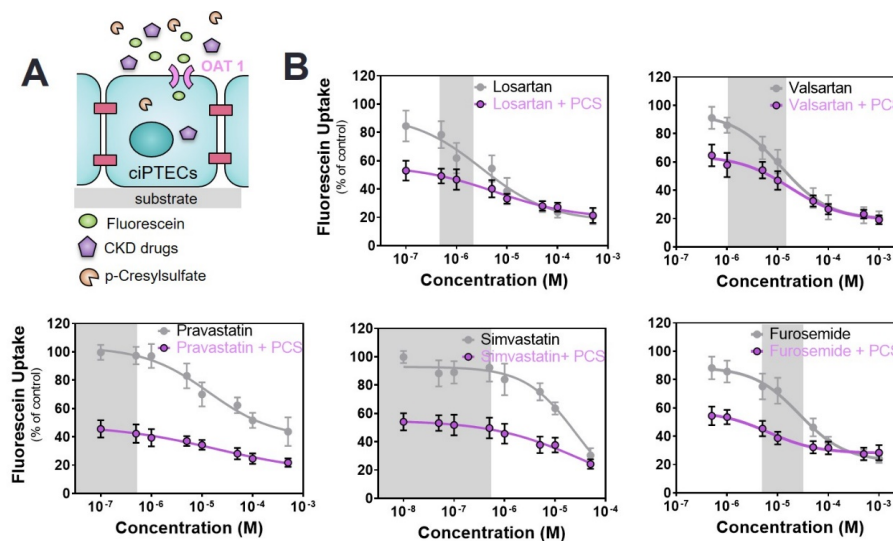 A
OAT 1
ciPTECs
substrate
Fluorescein
CKD drugs
p-Cresylsulfate
B
Fluorescein Uptake
(% of control)
120
100
80
60
40
20
0
Losartan
Losartan + PCS
10-7
10-6
10-5
10-4
10-3
Concentration (M)
120
100
80
60
40
20
0
Valsartan
Valsartan + PCS
10-7
10-6
10-5
10-4
10-3
Concentration (M)
Fluorescein Uptake
(% of control)
120
100
80
60
40
20
0
Pravastatin
Pravastatin + PCS
10-7
10-6
10-5
10-4
10-3
Concentration (M)
120
100
80
60
40
20
0
Simvastatin
Simvastatin+ PCS
10-8
10-7
10-6
10-5
10-4
Concentration (M)
120
100
80
60
40
20
0
Furosemide
Furosemide + PCS
10-7
10-6
10-5
10-4
10-3
Concentration (M)